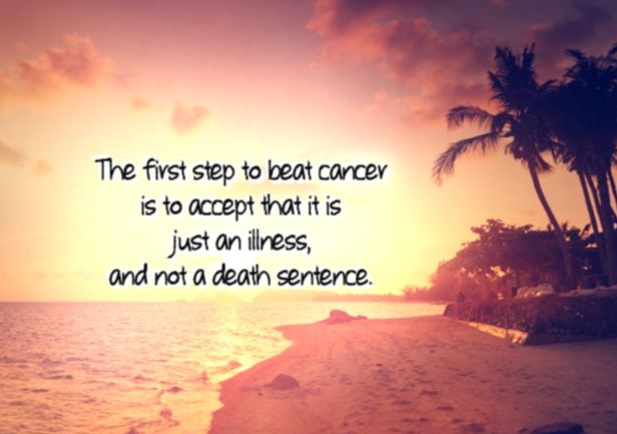 The first step to beat cancer
is to accept that it is
just an illness,
and not a death sentence.